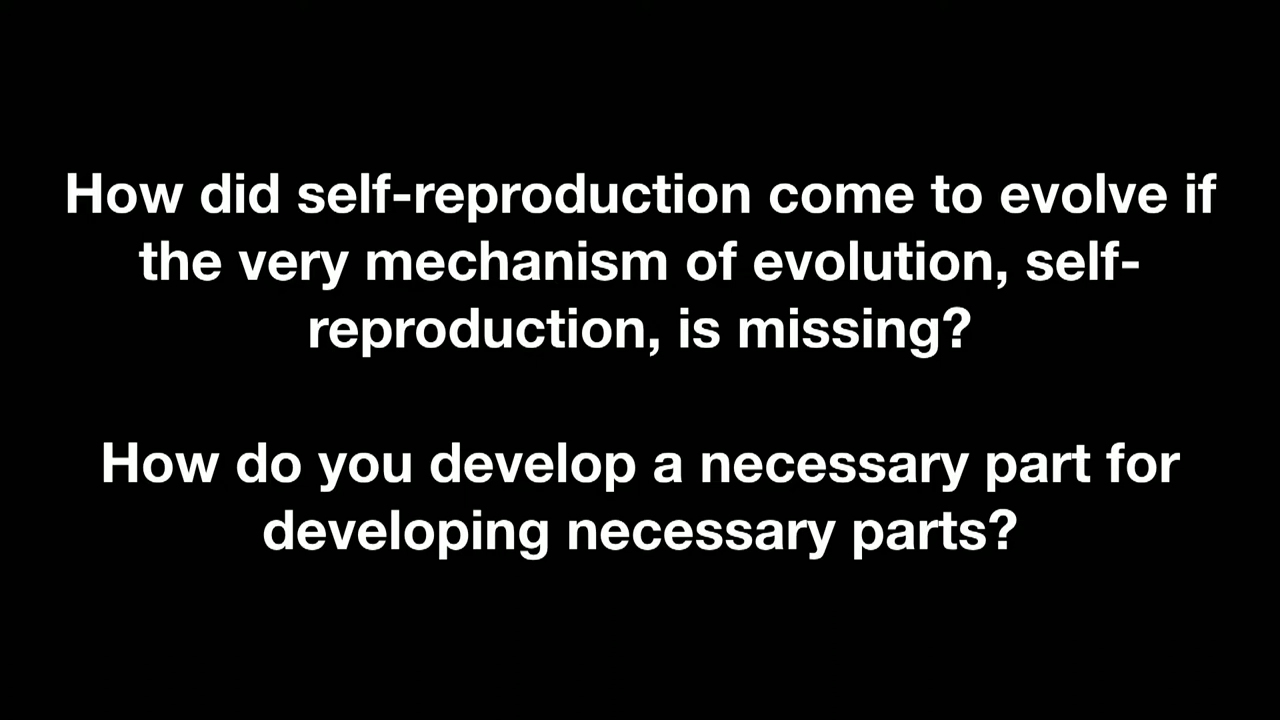 How did self-reproduction come to evolve if
the very mechanism of evolution, self-
reproduction, is missing?
How do you develop a necessary part for
developing necessary parts?